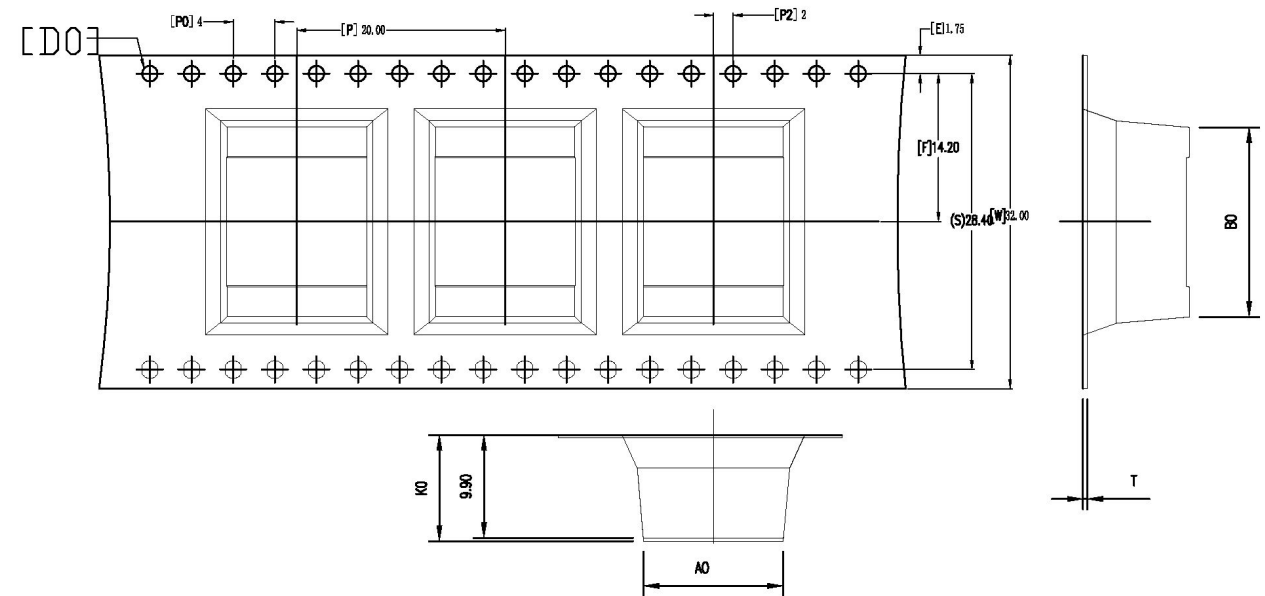 [P0] 4
[P] 20.00
[P2] 2
[E]1.75
[D0]
[F]14.20
(S)28.40
[W]32.00
B0
K0
9.90
T
A0